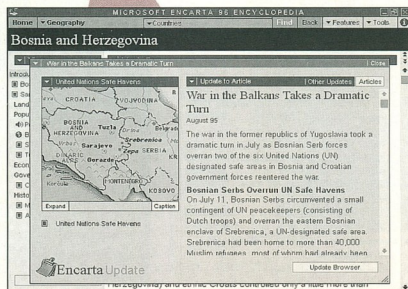 MICROSOFT ENCARTA 96 ENCYCLOPEDIA
Home Geography Countries Find Back Features Tools
Bosnia and Herzegovina
War in the Balkans Takes a Dramatic Turn Close
United Nations Safe Havens
Update to Article Other Updates Articles
War in the Balkans Takes a Dramatic
Turn
August 95
The war in the former republics of Yugoslavia took a
dramatic turn in July as Bosnian Serb forces
overran two of the six United Nations (UN)
designated safe areas in Bosnia and Croatian
government forces reentered the war.
Bosnian Serbs Overrun UN Safe Havens
On July 11, Bosnian Serbs circumvented a small
contingent of UN peacekeepers (consisting of
Dutch troops) and overran the eastern Bosnian
enclave of Srebrenica, a UN-designated safe area.
Srebrenica had been home to more than 40,000
Muslim refugees, most of whom had already been
CROATIA
VOJVODINA
BOSNIA
AND
HERZEGOVINA
Tuzla
Belgrade
Srebrenica
Sarajevo
Zepa
SERBIA
DINARIC
ALPS
Gorazde
MONTENEGRO
KOSOVO
Expand Caption
United Nations Safe Havens
Encarta Update
Update Browser
Herzegovina) and ethnic Croats controlled only a little more than